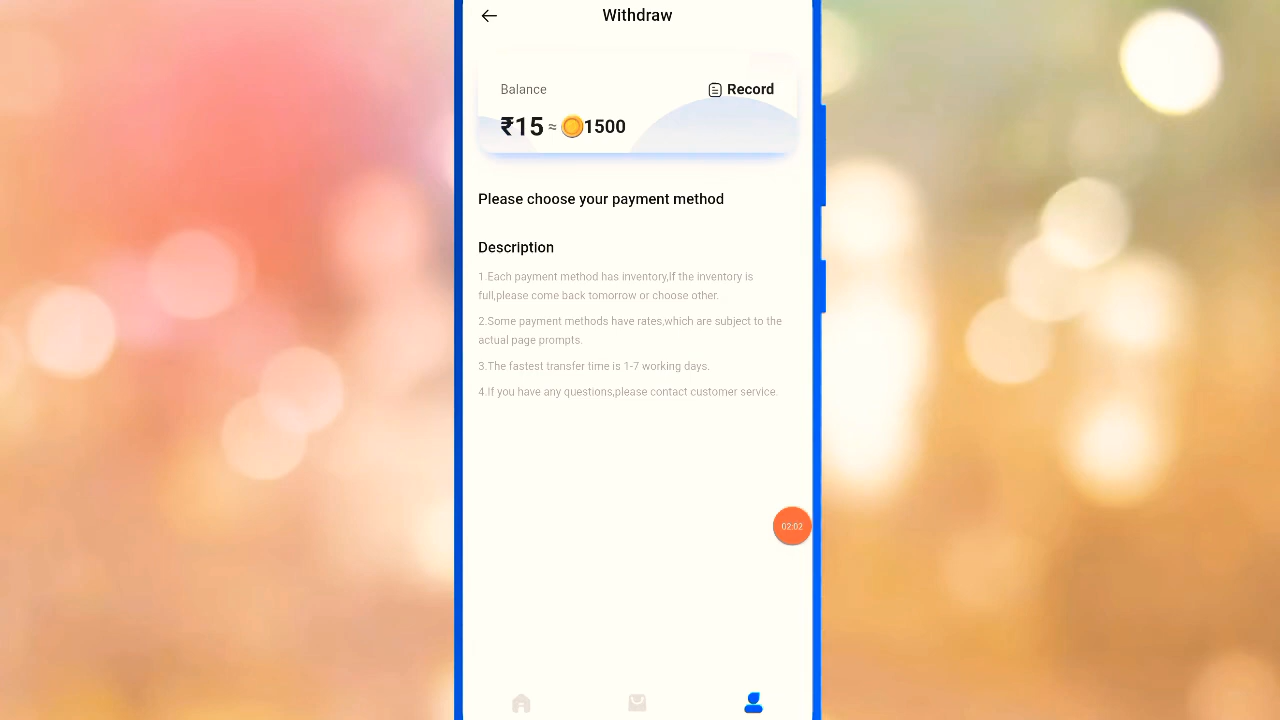 Withdraw
Balance
Record
₹15 ≈ 1500
Please choose your payment method
Description
1.Each payment method has inventory,If the inventory is
full,please come back tomorrow or choose other.
2.Some payment methods have rates,which are subject to the
actual page prompts.
3.The fastest transfer time is 1-7 working days.
4.If you have any questions,please contact customer service.
02:02